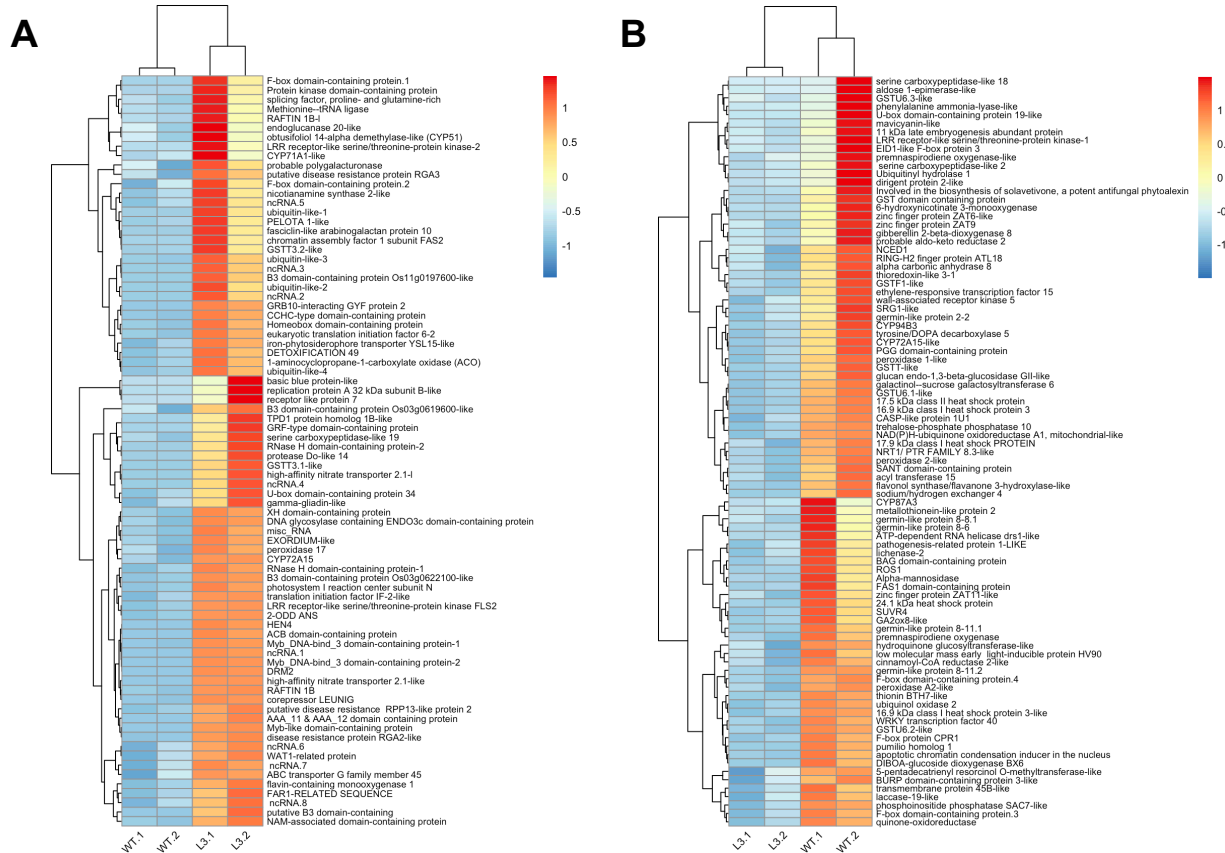 A
F-box domain-containing protein.1
Protein kinase domain-containing protein
splicing factor, proline- and glutamine-rich
Methionine--tRNA ligase
RAFTIN 1B-l
endoglucanase 20-like
obtusifoliol 14-alpha demethylase-like (CYP51)
LRR receptor-like serine/threonine-protein kinase-2
CYP71A1-like
probable polygalacturonase
putative disease resistance protein RGA3
F-box domain-containing protein.2
nicotianamine synthase 2-like
ncRNA.5
ubiquitin-like-1
PELOTA 1-like
fasciclin-like arabinogalactan protein 10
chromatin assembly factor 1 subunit FAS2
GSTT3.2-like
ubiquitin-like-3
ncRNA.3
B3 domain-containing protein Os11g0197600-like
ubiquitin-like-2
ncRNA.2
GRB10-interacting GYF protein 2
CCHC-type domain-containing protein
Homeobox domain-containing protein
eukaryotic translation initiation factor 6-2
iron-phytosiderophore transporter YSL15-like
DETOXIFICATION 49
1-aminocyclopropane-1-carboxylate oxidase (ACO)
ubiquitin-like-4
basic blue protein-like
replication protein A 32 kDa subunit B-like
receptor like protein 7
B3 domain-containing protein Os03g0619600-like
TPD1 protein homolog 1B-like
GRF-type domain-containing protein
serine carboxypeptidase-like 19
RNase H domain-containing protein-2
protease Do-like 14
GSTT3.1-like
high-affinity nitrate transporter 2.1-l
ncRNA.4
U-box domain-containing protein 34
gamma-gliadin-like
XH domain-containing protein
DNA glycosylase containing ENDO3c domain-containing protein
misc_RNA
EXORDIUM-like
peroxidase 17
CYP72A15
RNase H domain-containing protein-1
B3 domain-containing protein Os03g0622100-like
photosystem I reaction center subunit N
translation initiation factor IF-2-like
LRR receptor-like serine/threonine-protein kinase FLS2
2-ODD ANS
HEN4
ACB domain-containing protein
Myb_DNA-bind_3 domain-containing protein-1
ncRNA.1
Myb_DNA-bind_3 domain-containing protein-2
DRM2
high-affinity nitrate transporter 2.1-like
RAFTIN 1B
corepressor LEUNIG
putative disease resistance RPP13-like protein 2
AAA_11 & AAA_12 domain containing protein
Myb-like domain-containing protein
disease resistance protein RGA2-like
ncRNA.6
WAT1-related protein
ncRNA.7
ABC transporter G family member 45
flavin-containing monooxygenase 1
FAR1-RELATED SEQUENCE
ncRNA.8
putative B3 domain-containing
NAM-associated domain-containing protein
WT.1 WT.2 L3.1 L3.2
1
0.5
0
-0.5
-1
B
serine carboxypeptidase-like 18
aldose 1-epimerase-like
GSTU6.3-like
phenylalanine ammonia-lyase-like
U-box domain-containing protein 19-like
mavicyanin-like
11 kDa late embryogenesis abundant protein
LRR receptor-like serine/threonine-protein kinase-1
EID1-like F-box protein 3
premnaspirodiene oxygenase-like
serine carboxypeptidase-like 2
Ubiquitinyl hydrolase 1
dirigent protein 2-like
Involved in the biosynthesis of solavetivone, a potent antifungal phytoalexin
GST domain containing protein
6-hydroxynicotinate 3-monooxygenase
zinc finger protein ZAT6-like
zinc finger protein ZAT9
gibberellin 2-beta-dioxygenase 8
probable aldo-keto reductase 2
NCED1
RING-H2 finger protein ATL18
alpha carbonic anhydrase 8
thioredoxin-like 3-1
GSTF1-like
ethylene-responsive transcription factor 15
wall-associated receptor kinase 5
SRG1-like
germin-like protein 2-2
CYP94B3
tyrosine/DOPA decarboxylase 5
CYP72A15-like
PGG domain-containing protein
peroxidase 1-like
GSTT-like
glucan endo-1,3-beta-glucosidase GII-like
galactinol--sucrose galactosyltransferase 6
GSTU6.1-like
17.5 kDa class II heat shock protein
16.9 kDa class I heat shock protein 3
CASP-like protein 1U1
trehalose-phosphate phosphatase 10
NAD(P)H-ubiquinone oxidoreductase A1, mitochondrial-like
17.9 kDa class I heat shock PROTEIN
NRT1/ PTR FAMILY 8.3-like
peroxidase 2-like
SANT domain-containing protein
acyl transferase 15
flavonol synthase/flavanone 3-hydroxylase-like
sodium/hydrogen exchanger 4
CYP87A3
metallothionein-like protein 2
germin-like protein 8-8.1
germin-like protein 8-6
ATP-dependent RNA helicase drs1-like
pathogenesis-related protein 1-LIKE
lichenase-2
BAG domain-containing protein
ROS1
Alpha-mannosidase
FAS1 domain-containing protein
zinc finger protein ZAT11-like
24.1 kDa heat shock protein
SUVR4
GA2ox8-like
germin-like protein 8-11.1
premnaspirodiene oxygenase
hydroquinone glucosyltransferase-like
low molecular mass early light-inducible protein HV90
cinnamoyl-CoA reductase 2-like
germin-like protein 8-11.2
F-box domain-containing protein.4
peroxidase A2-like
thionin BTH7-like
ubiquinol oxidase 2
16.9 kDa class I heat shock protein 3-like
WRKY transcription factor 40
GSTU6.2-like
F-box protein CPR1
pumilio homolog 1
apoptotic chromatin condensation inducer in the nucleus
DIBOA-glucoside dioxygenase BX6
5-pentadecatrienyl resorcinol O-methyltransferase-like
BURP domain-containing protein 3-like
transmembrane protein 45B-like
laccase-19-like
phosphoinositide phosphatase SAC7-like
F-box domain-containing protein.3
quinone-oxidoreductase
L3.1 L3.2 WT.1 WT.2
1
0.
0
-0
-1